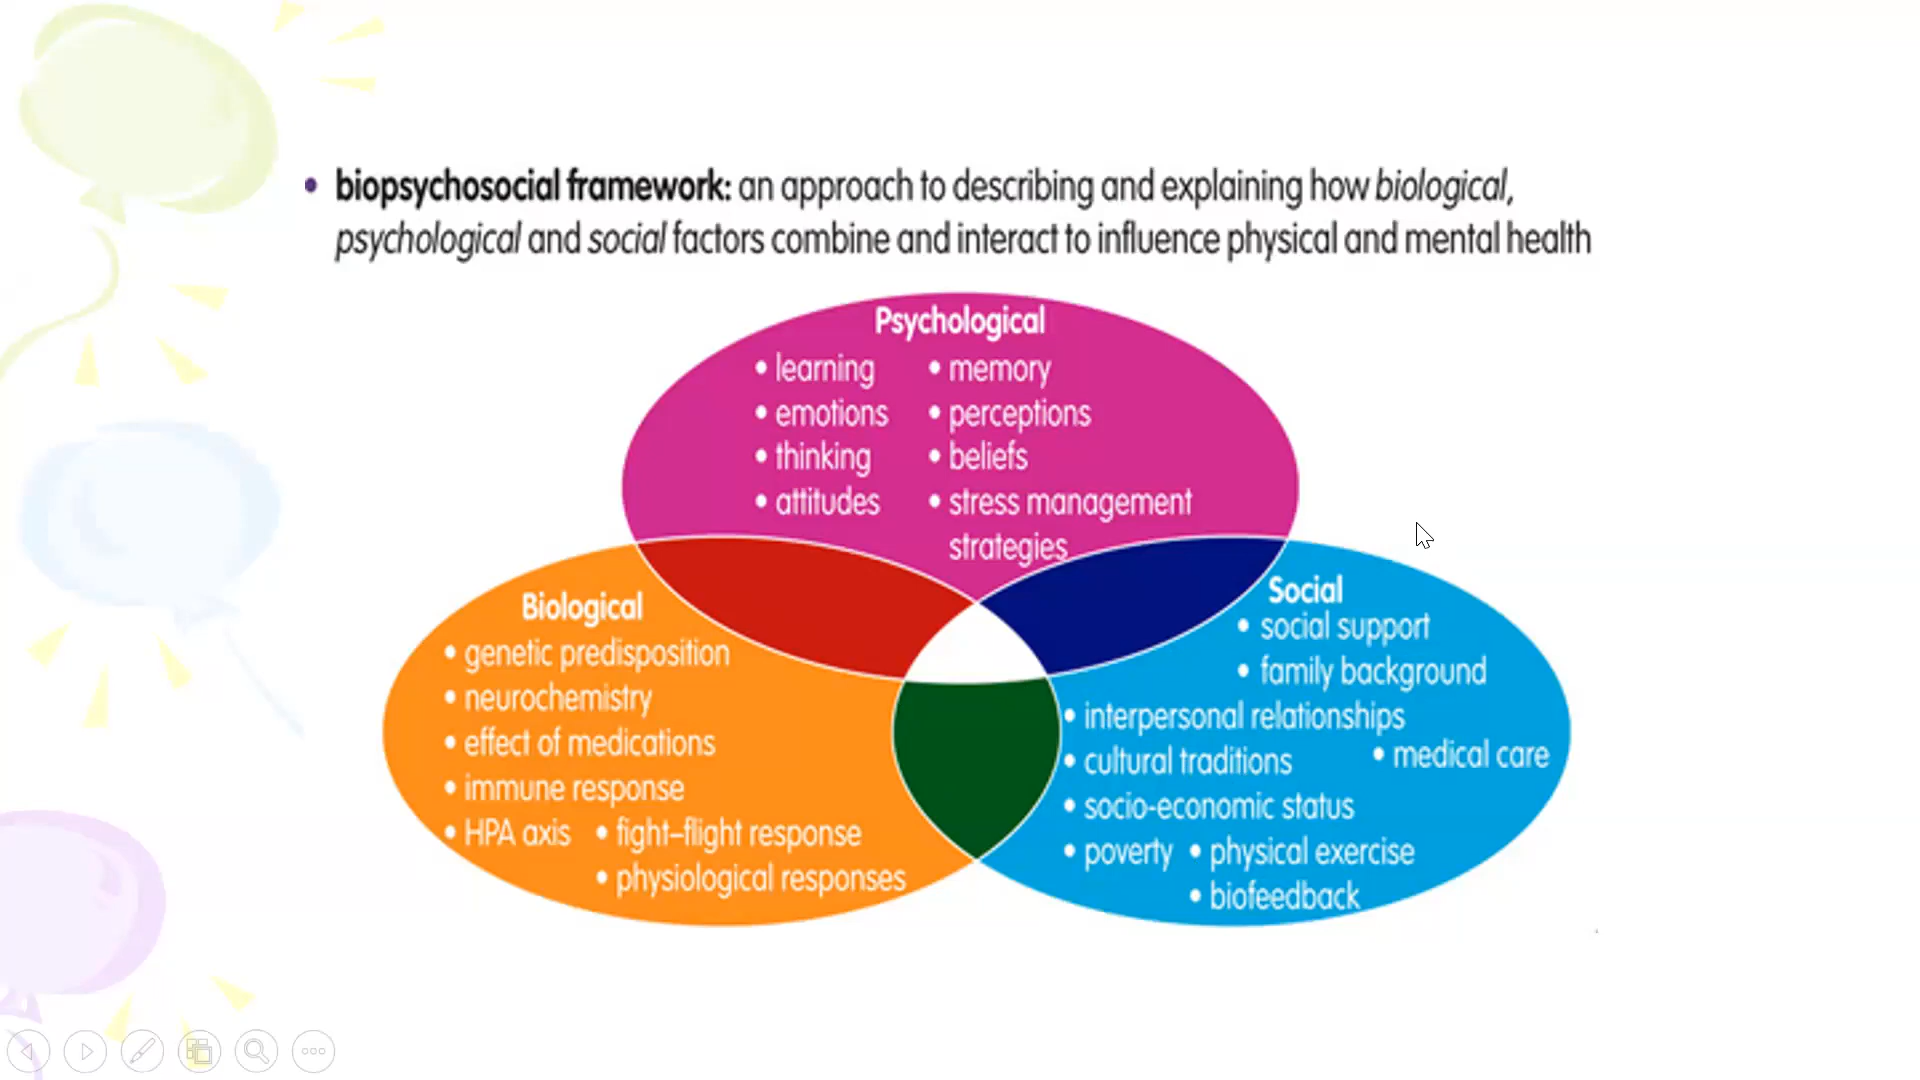 • biopsychosocial framework: an approach to describing and explaining how biological,
psychological and social factors combine and interact to influence physical and mental health
Psychological
• learning
• emotions
• thinking
• attitudes
• memory
• perceptions
• beliefs
• stress management
strategies
Biological
• genetic predisposition
• neurochemistry
• effect of medications
• immune response
• HPA axis • fight–flight response
• physiological responses
Social
• social support
• family background
• interpersonal relationships
• cultural traditions • medical care
• socio-economic status
• poverty • physical exercise
• biofeedback